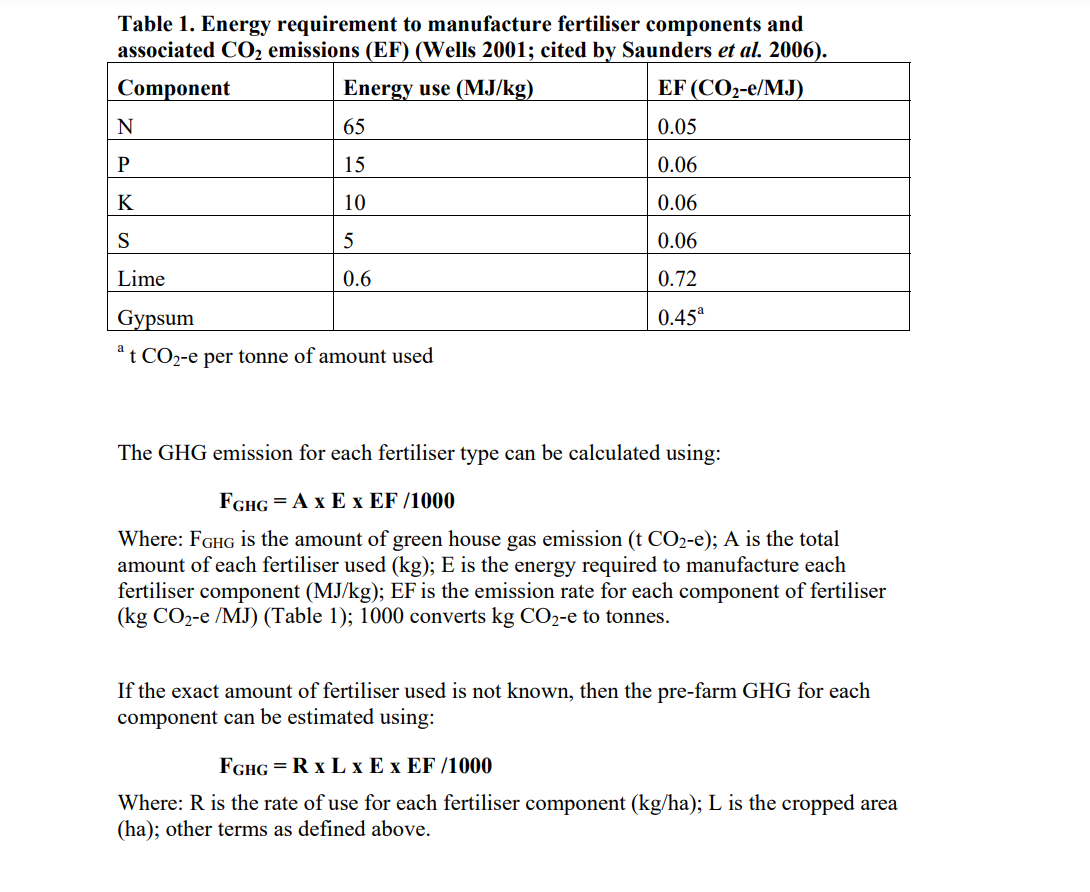 Table 1. Energy requirement to manufacture fertiliser components and
associated CO₂ emissions (EF) (Wells 2001; cited by Saunders et al. 2006).
Component Energy use (MJ/kg) EF (CO₂-e/MJ)
N 65 0.05
P 15 0.06
K 10 0.06
S 5 0.06
Lime 0.6 0.72
Gypsum 0.45ᵃ
ᵃ t CO₂-e per tonne of amount used
The GHG emission for each fertiliser type can be calculated using:
FGHG = A x E x EF /1000
Where: FGHG is the amount of green house gas emission (t CO₂-e); A is the total
amount of each fertiliser used (kg); E is the energy required to manufacture each
fertiliser component (MJ/kg); EF is the emission rate for each component of fertiliser
(kg CO₂-e /MJ) (Table 1); 1000 converts kg CO₂-e to tonnes.
If the exact amount of fertiliser used is not known, then the pre-farm GHG for each
component can be estimated using:
FGHG = R x L x E x EF /1000
Where: R is the rate of use for each fertiliser component (kg/ha); L is the cropped area
(ha); other terms as defined above.